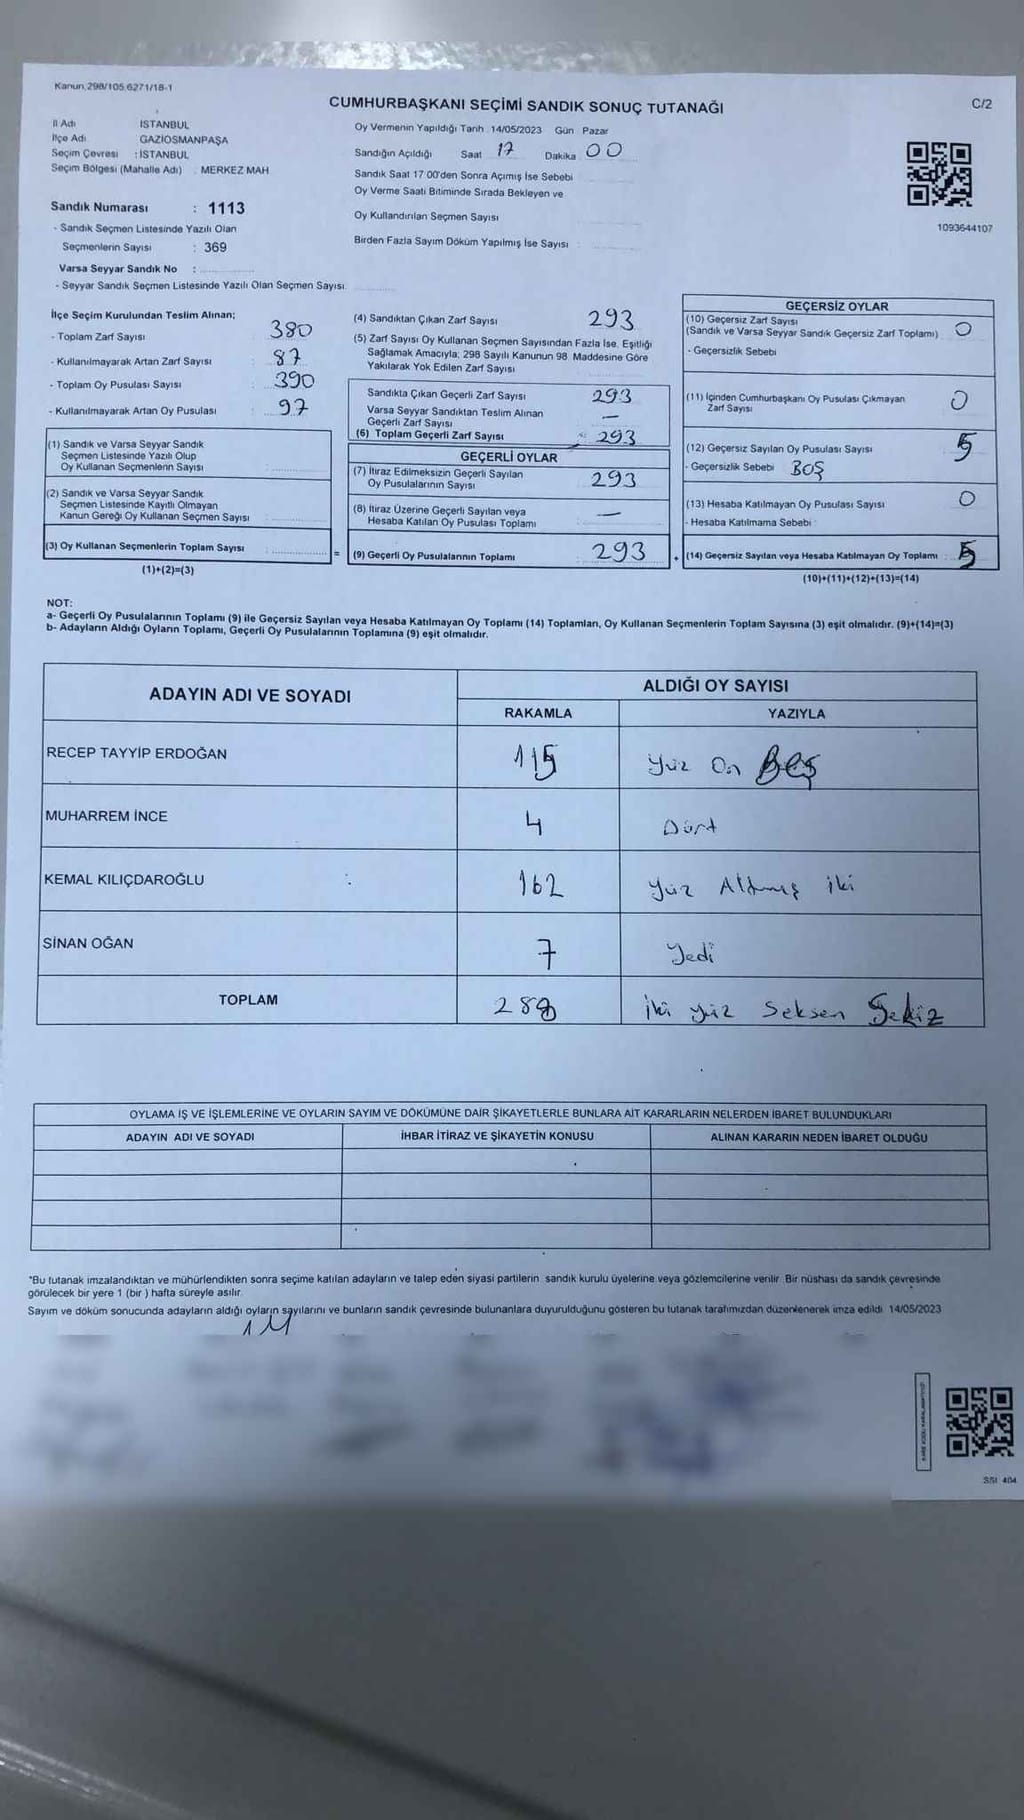 Kanun.298/105.6271/18-1
CUMHURBAŞKANI SEÇİMİ SANDIK SONUÇ TUTANAĞI
C/2
İl Adı İSTANBUL
İlçe Adı GAZİOSMANPAŞA
Seçim Çevresi : İSTANBUL
Seçim Bölgesi (Mahalle Adı) : MERKEZ MAH
Sandık Numarası : 1113
- Sandık Seçmen Listesinde Yazılı Olan
Seçmenlerin Sayısı : 369
Varsa Seyyar Sandık No :
- Seyyar Sandık Seçmen Listesinde Yazılı Olan Seçmen Sayısı.
Oy Vermenin Yapıldığı Tarih 14/05/2023 Gün Pazar
Sandığın Açıldığı Saat 17 Dakika 00
Sandık Saat 17 00'den Sonra Açımış İse Sebebi
Oy Verme Saati Bitiminde Sırada Bekleyen ve
Oy Kullandırılan Seçmen Sayısı
Birden Fazla Sayım Döküm Yapılmış İse Sayısı :
1093644107
İlçe Seçim Kurulundan Teslim Alınan;
- Toplam Zarf Sayısı 380
- Kullanılmayarak Artan Zarf Sayısı : 87
- Toplam Oy Pusulası Sayısı 390
- Kullanılmayarak Artan Oy Pusulası : 97
(1) Sandık ve Varsa Seyyar Sandık
Seçmen Listesinde Yazılı Olup
Oy Kullanan Seçmenlerin Sayısı
(2) Sandık ve Varsa Seyyar Sandık
Seçmen Listesinde Kayıtlı Olmayan
Kanun Gereği Oy Kullanan Seçmen Sayısı
(3) Oy Kullanan Seçmenlerin Toplam Sayısı : =
(1)+(2)=(3)
(4) Sandıktan Çıkan Zarf Sayısı 293
(5) Zarf Sayısı Oy Kullanan Seçmen Sayısından Fazla İse, Eşitliği
Sağlamak Amacıyla; 298 Sayılı Kanunun 98. Maddesine Göre
Yakılarak Yok Edilen Zarf Sayısı
Sandıkta Çıkan Geçerli Zarf Sayısı 293
Varsa Seyyar Sandıktan Teslim Alınan
Geçerli Zarf Sayısı —
(6) Toplam Geçerli Zarf Sayısı 293
GEÇERLİ OYLAR
(7) İtiraz Edilmeksizin Geçerli Sayılan
Oy Pusulalarının Sayısı 293
(8) İtiraz Üzerine Geçerli Sayılan veya
Hesaba Katılan Oy Pusulası Toplamı : —
(9) Geçerli Oy Pusulalarının Toplamı 293 +
GEÇERSİZ OYLAR
(10) Geçersiz Zarf Sayısı
(Sandık ve Varsa Seyyar Sandık Geçersiz Zarf Toplamı) 0
- Geçersizlik Sebebi
(11) İçinden Cumhurbaşkanı Oy Pusulası Çıkmayan
Zarf Sayısı 0
(12) Geçersiz Sayılan Oy Pusulası Sayısı 5
- Geçersizlik Sebebi BOŞ
(13) Hesaba Katılmayan Oy Pusulası Sayısı 0
- Hesaba Katılmama Sebebi :
(14) Geçersiz Sayılan veya Hesaba Katılmayan Oy Toplamı : 5
(10)+(11)+(12)+(13)=(14)
NOT:
a- Geçerli Oy Pusulalarının Toplamı (9) ile Geçersiz Sayılan veya Hesaba Katılmayan Oy Toplamı (14) Toplamları, Oy Kullanan Seçmenlerin Toplam Sayısına (3) eşit olmalıdır. (9)+(14)=(3)
b- Adayların Aldığı Oyların Toplamı, Geçerli Oy Pusulalarının Toplamına (9) eşit olmalıdır.
ADAYIN ADI VE SOYADI
ALDIĞI OY SAYISI
RAKAMLA YAZIYLA
RECEP TAYYİP ERDOĞAN 115 Yüz On Beş
MUHARREM İNCE 4 Dört
KEMAL KILIÇDAROĞLU : 162 Yüz Altmış iki
SİNAN OĞAN 7 Yedi
TOPLAM 288 İki yüz Seksen Sekiz
OYLAMA İŞ VE İŞLEMLERİNE VE OYLARIN SAYIM VE DÖKÜMÜNE DAİR ŞİKAYETLERLE BUNLARA AİT KARARLARIN NELERDEN İBARET BULUNDUKLARI
ADAYIN ADI VE SOYADI İHBAR İTİRAZ VE ŞİKAYETİN KONUSU ALINAN KARARIN NEDEN İBARET OLDUĞU
*Bu tutanak imzalandıktan ve mühürlendikten sonra seçime katılan adayların ve talep eden siyasi partilerin sandık kurulu üyelerine veya gözlemcilerine verilir. Bir nüshası da sandık çevresinde
görülecek bir yere 1 (bir ) hafta süreyle asılır.
Sayım ve döküm sonucunda adayların aldığı oyların sayılarını ve bunların sandık çevresinde bulunanlara duyurulduğunu gösteren bu tutanak tarafımızdan düzenlenerek imza edildi. 14/05/2023
SSI 404